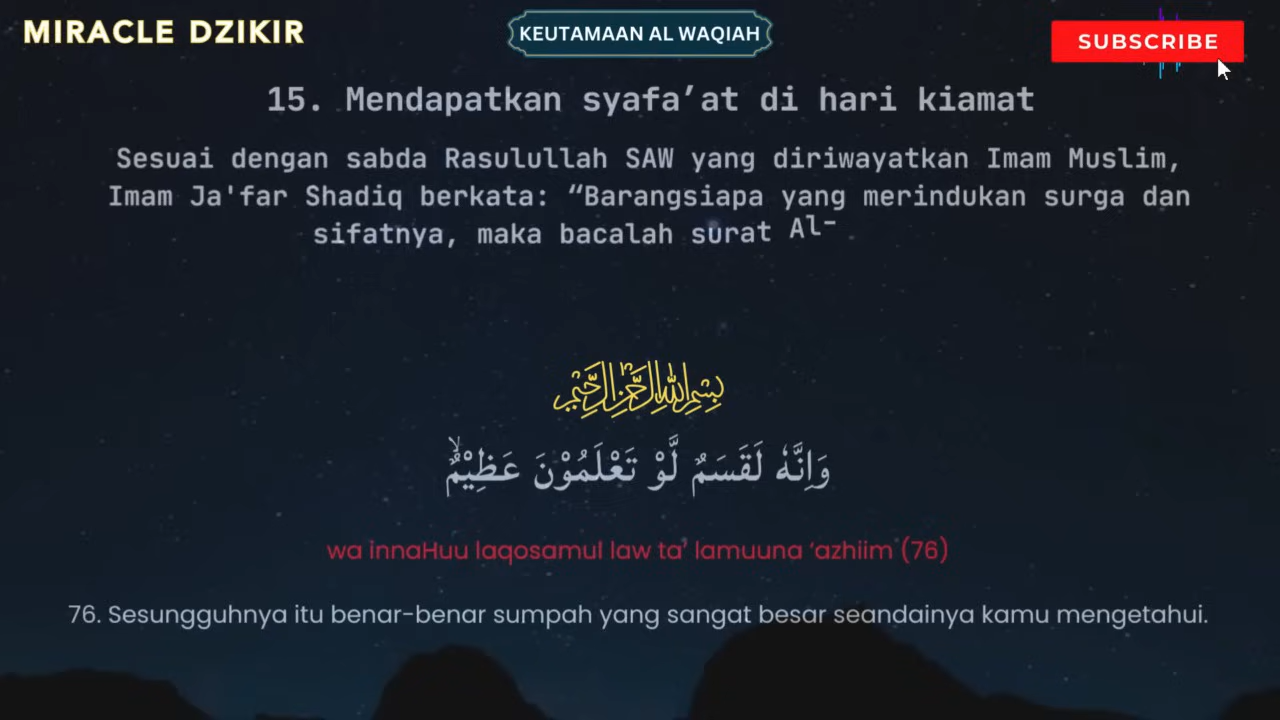 MIRACLE DZIKIR
KEUTAMAAN AL WAQIAH
SUBSCRIBE
15. Mendapatkan syafa’at di hari kiamat
Sesuai dengan sabda Rasulullah SAW yang diriwayatkan Imam Muslim,
Imam Ja'far Shadiq berkata: “Barangsiapa yang merindukan surga dan
sifatnya, maka bacalah surat Al-
بِسْمِ اللهِ الرَّحْمٰنِ الرَّحِيْمِ
وَاِنَّهٗ لَقَسَمٌ لَّوْ تَعْلَمُوْنَ عَظِيْمٌۙ
wa innaHuu laqosamul law ta’ lamuuna ‘azhiim (76)
76. Sesungguhnya itu benar-benar sumpah yang sangat besar seandainya kamu mengetahui.